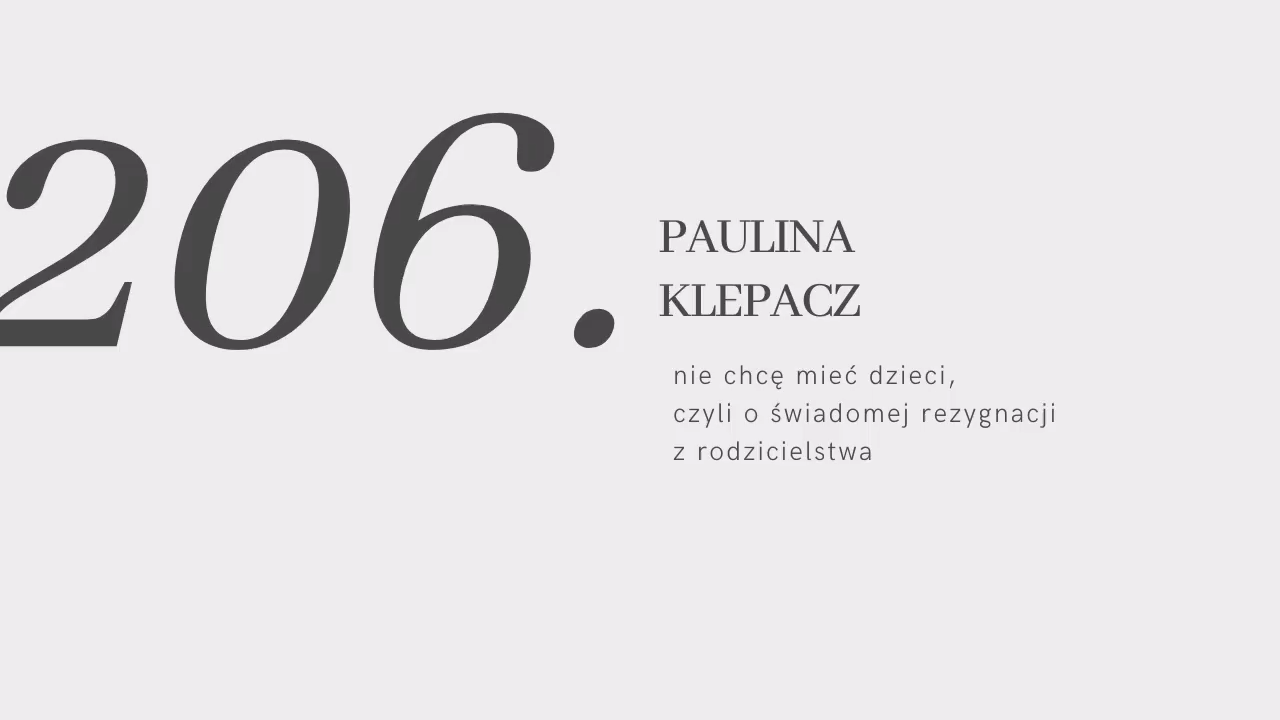 206.
PAULINA
KLEPACZ
nie chcę mieć dzieci,
czyli o świadomej rezygnacji
z rodzicielstwa